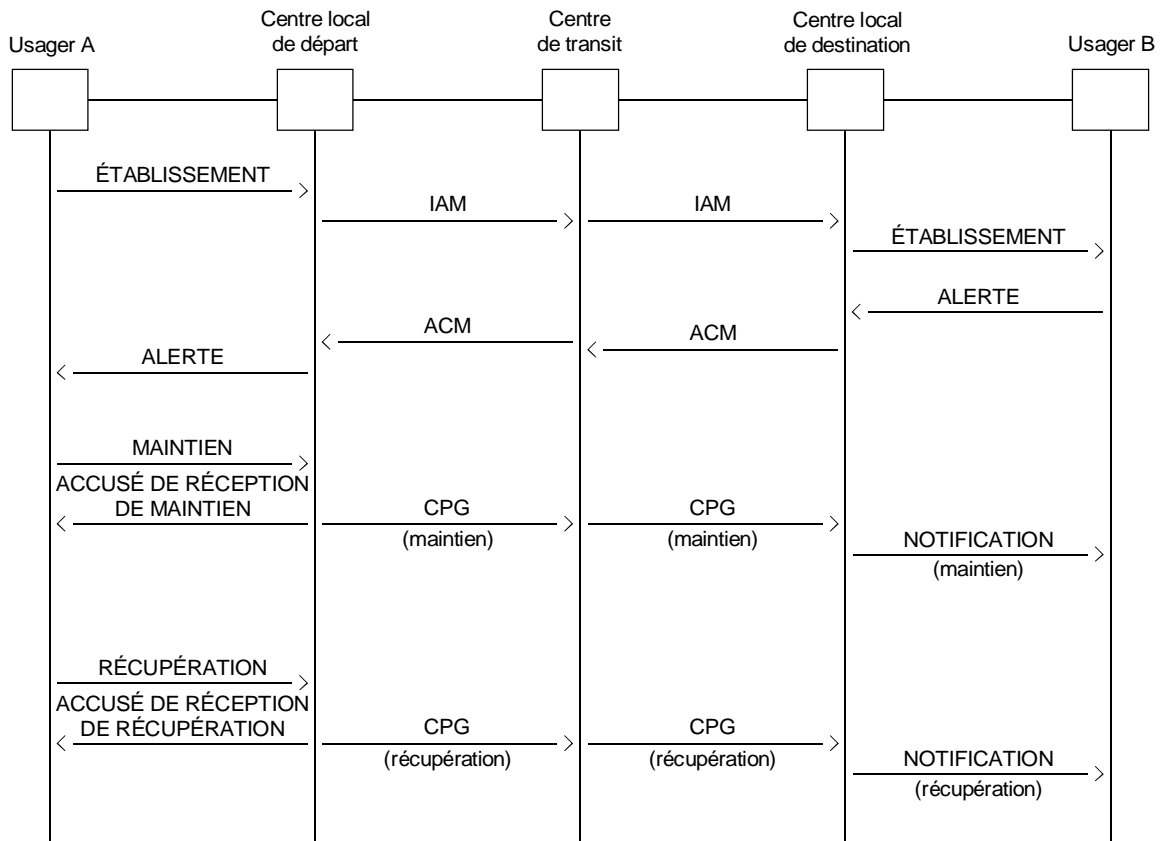 Usager A
Centre local
de départ
Centre
de transit
Centre local
de destination
Usager B
ÉTABLISSEMENT
IAM
IAM
ÉTABLISSEMENT
ALERTE
ACM
ACM
ALERTE
MAINTIEN
ACCUSÉ DE RÉCEPTION
DE MAINTIEN
CPG
(maintien)
CPG
(maintien)
NOTIFICATION
(maintien)
RÉCUPÉRATION
ACCUSÉ DE RÉCEPTION
DE RÉCUPÉRATION
CPG
(récupération)
CPG
(récupération)
NOTIFICATION
(récupération)